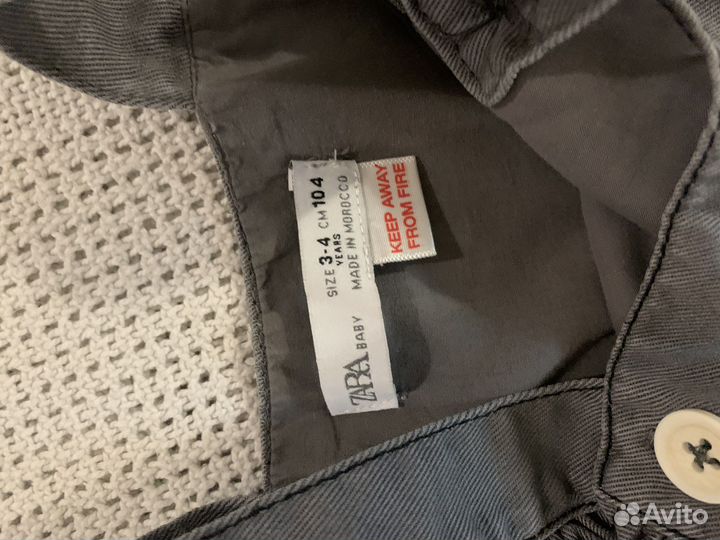 ZARA BABY
SIZE 3-4 CM 104
YEARS
MADE IN MOROCCO
KEEP AWAY
FROM FIRE
Avito